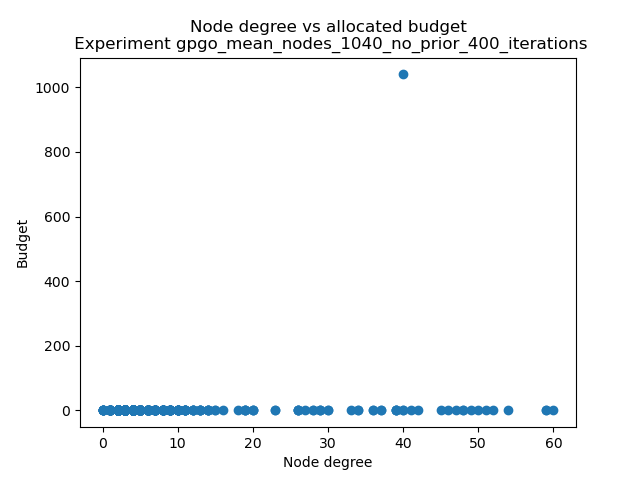 Node degree vs allocated budget
Experiment gpgo_mean_nodes_1040_no_prior_400_iterations
1000
800
600
400
200
0
Budget
0 10 20 30 40 50 60
Node degree